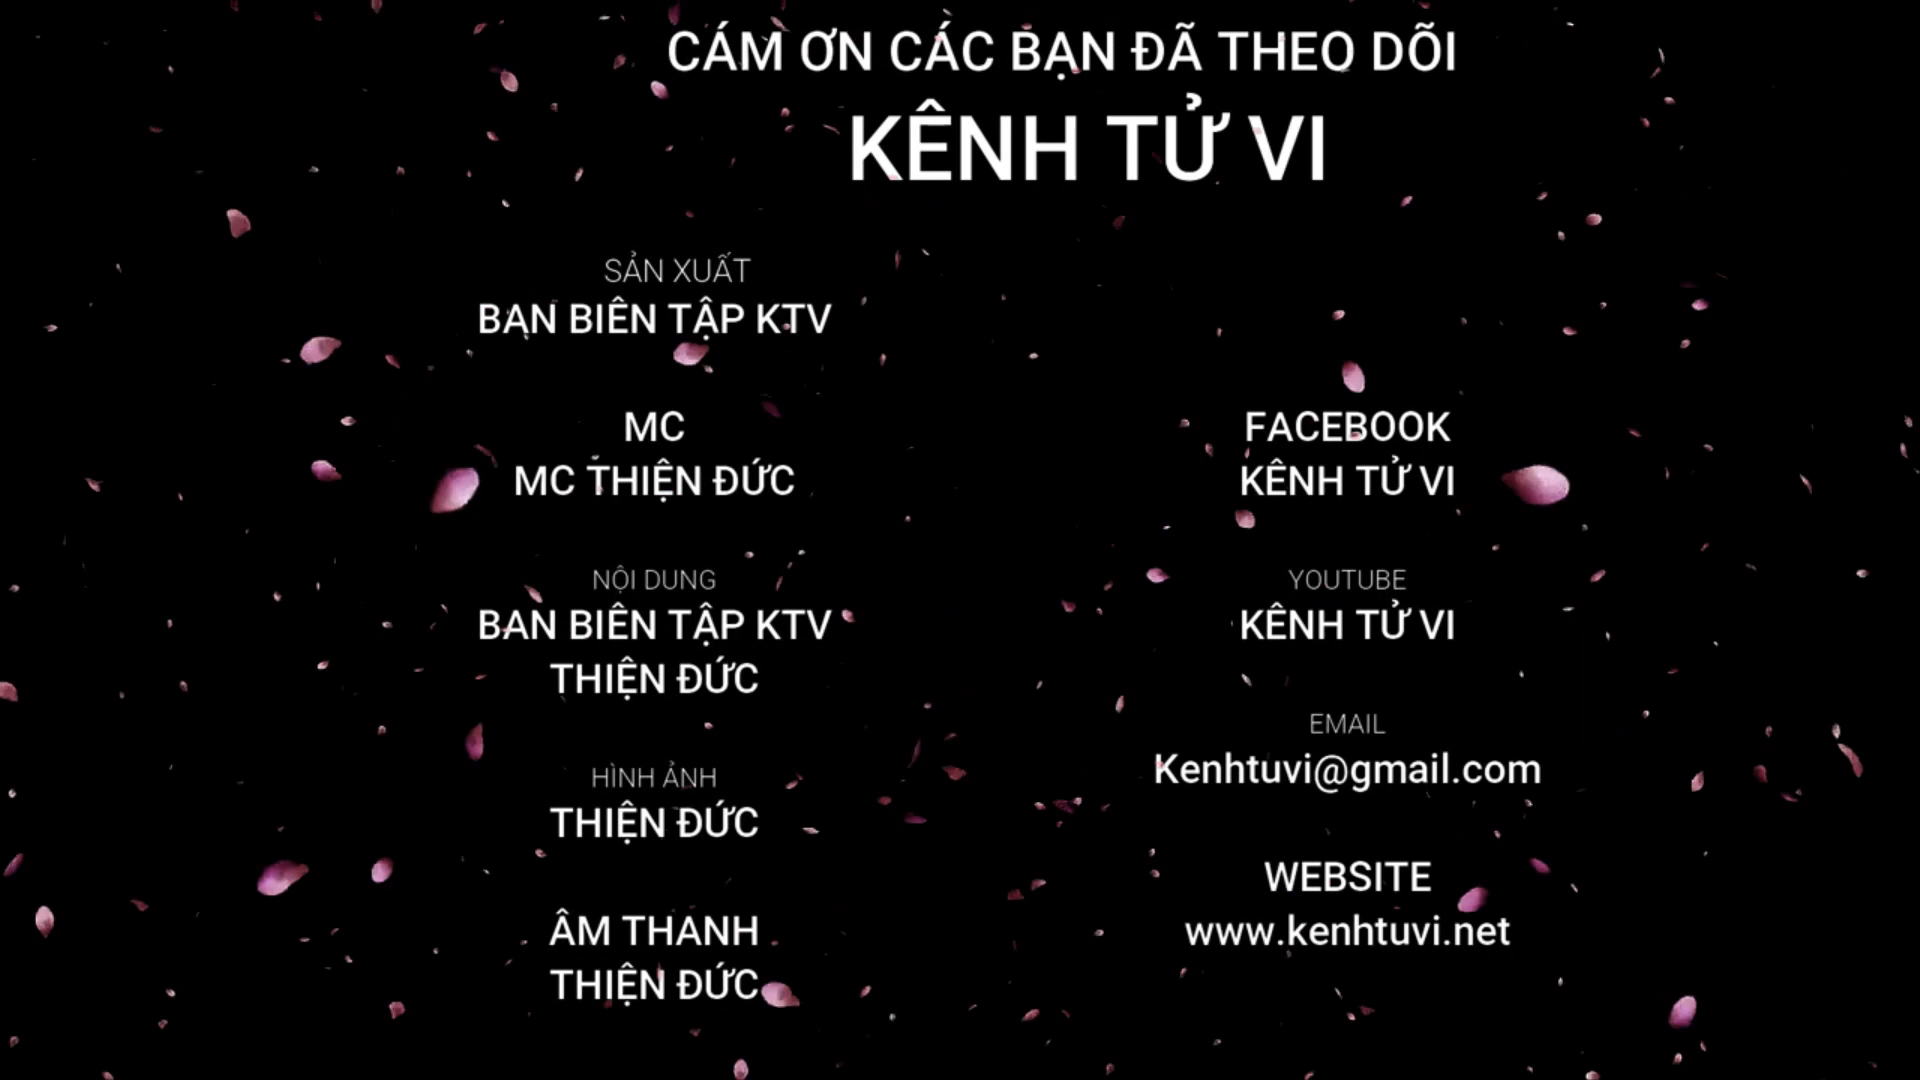 CÁM ƠN CÁC BẠN ĐÃ THEO DÕI
KÊNH TỬ VI
SẢN XUẤT
BAN BIÊN TẬP KTV
MC
MC THIỆN ĐỨC
NỘI DUNG
BAN BIÊN TẬP KTV
THIỆN ĐỨC
HÌNH ẢNH
THIỆN ĐỨC
ÂM THANH
THIỆN ĐỨC
FACEBOOK
KÊNH TỬ VI
YOUTUBE
KÊNH TỬ VI
EMAIL
Kenhtuvi@gmail.com
WEBSITE
www.kenhtuvi.net